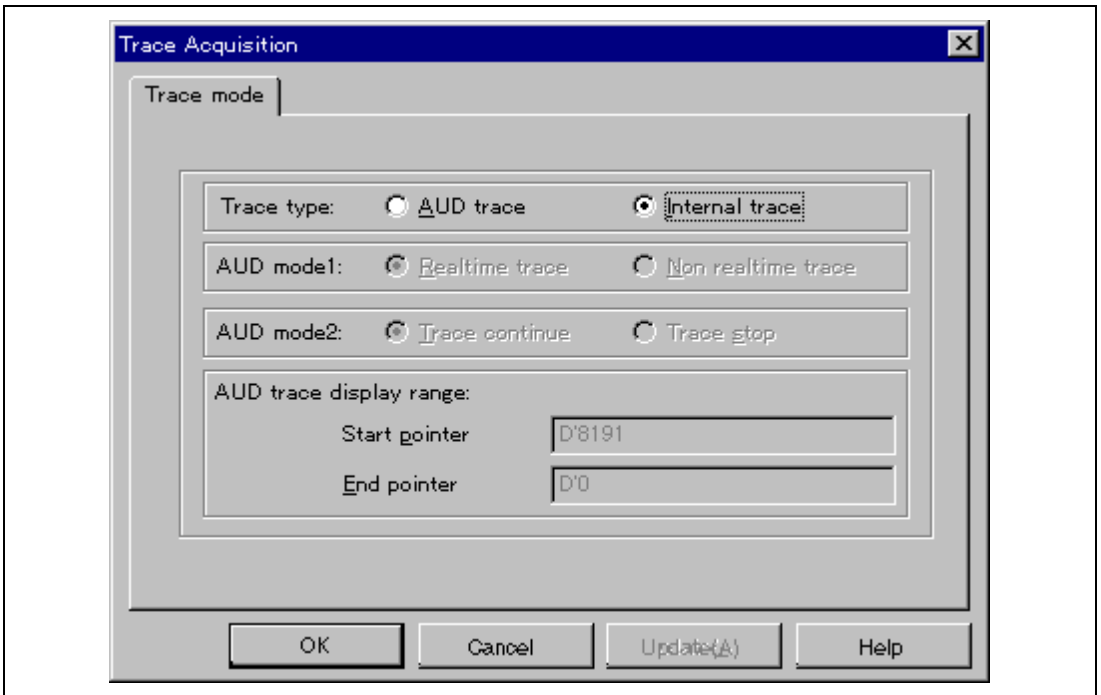 Trace Acquisition
Trace mode
Trace type: AUD trace Internal trace
AUD mode1: Realtime trace Non realtime trace
AUD mode2: Trace continue Trace stop
AUD trace display range:
Start pointer D'8191
End pointer D'0
OK Cancel Update(A) Help